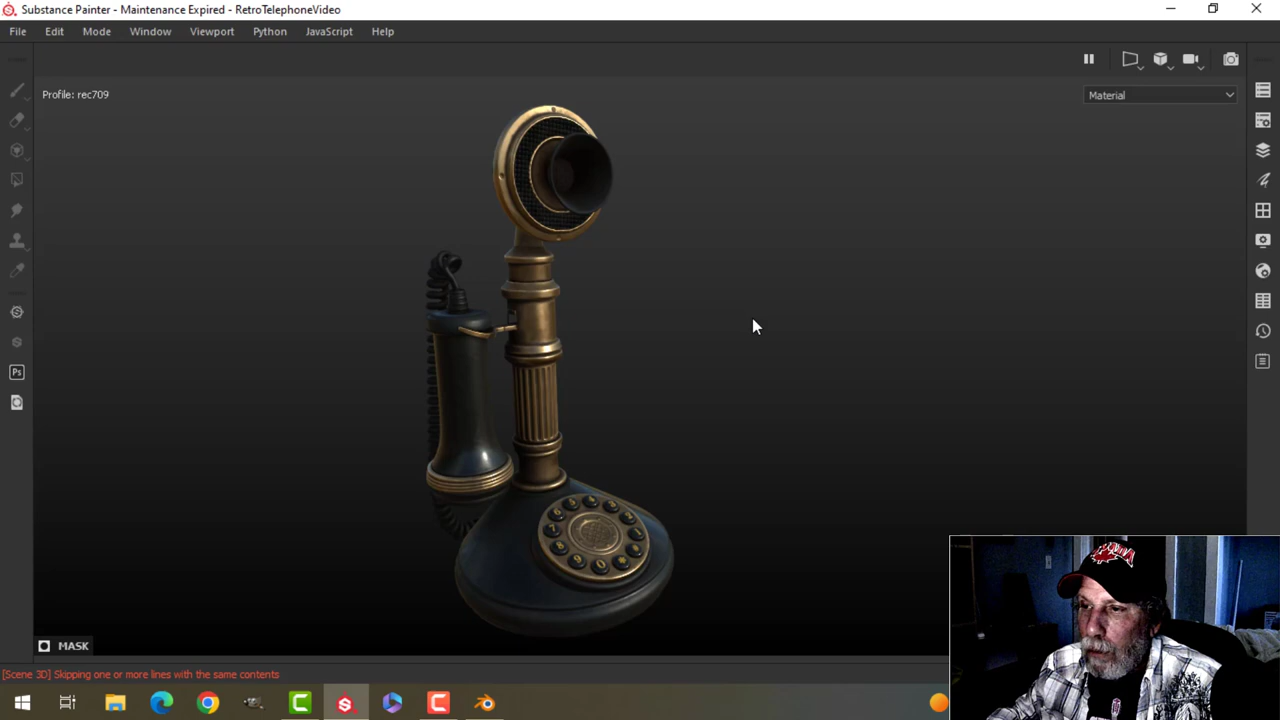 Substance Painter - Maintenance Expired - RetroTelephoneVideo
File Edit Mode Window Viewport Python JavaScript Help
Profile: rec709
Material
MASK
[Scene 3D] Skipping one or more lines with the same contents
Ps